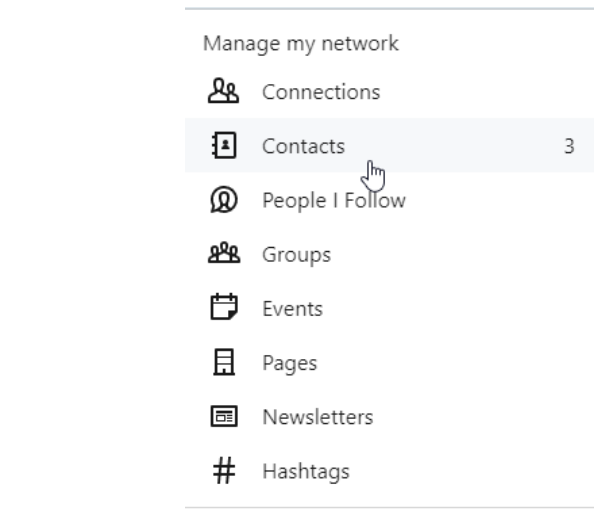 Manage my network
Connections
Contacts 3
People I Follow
Groups
Events
Pages
Newsletters
# Hashtags